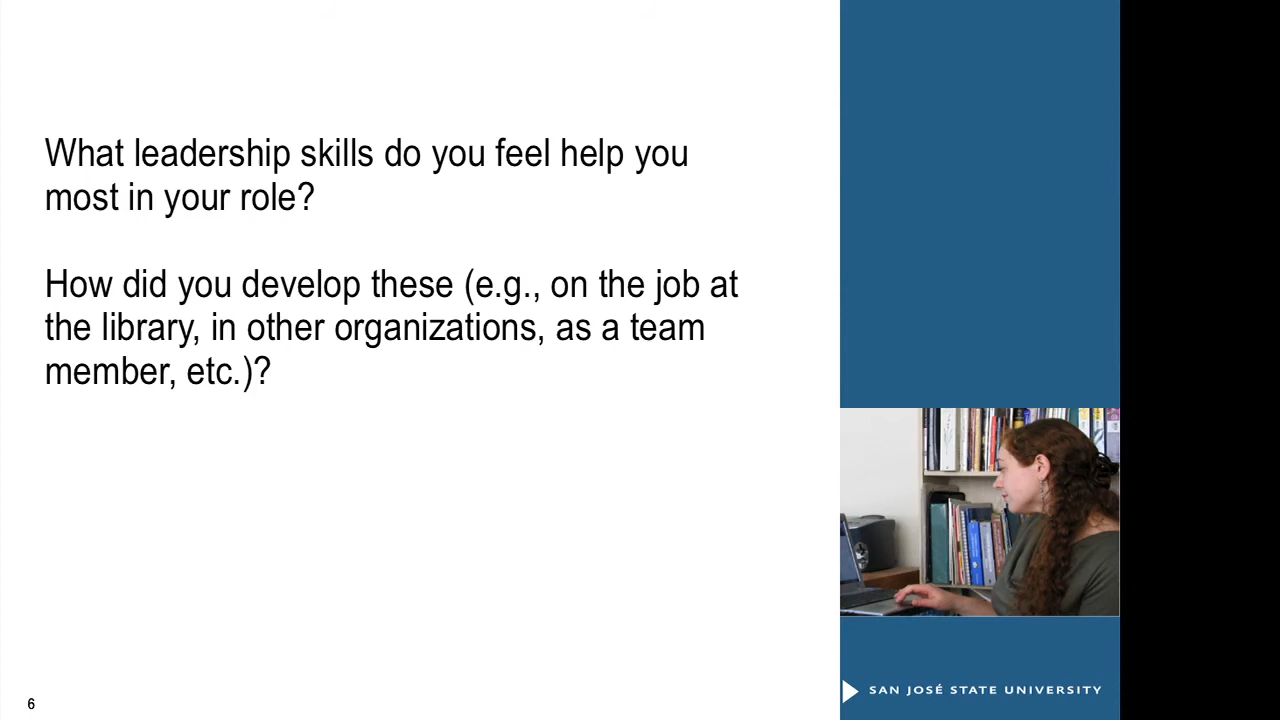 What leadership skills do you feel help you
most in your role?
How did you develop these (e.g., on the job at
the library, in other organizations, as a team
member, etc.)?
6
SAN JOSÉ STATE UNIVERSITY